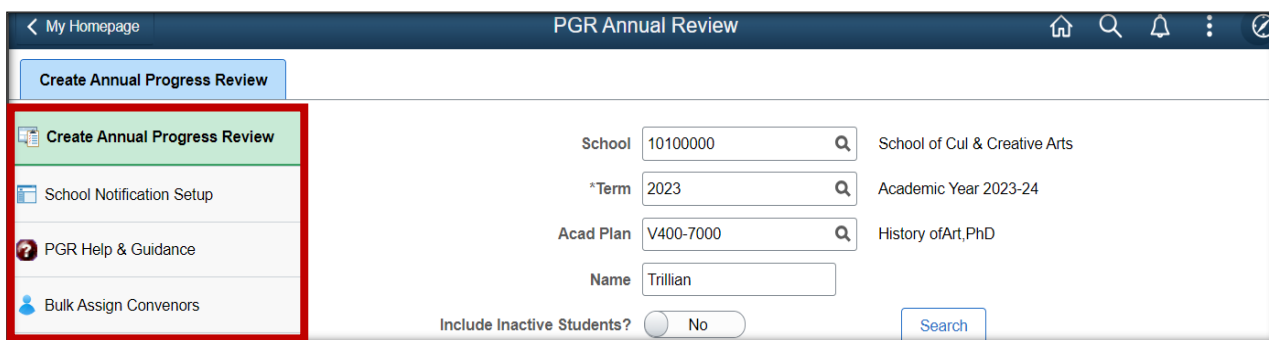 My Homepage PGR Annual Review
Create Annual Progress Review
Create Annual Progress Review
School Notification Setup
PGR Help & Guidance
Bulk Assign Convenors
School 10100000 School of Cul & Creative Arts
*Term 2023 Academic Year 2023-24
Acad Plan V400-7000 History ofArt,PhD
Name Trillian
Include Inactive Students? No Search